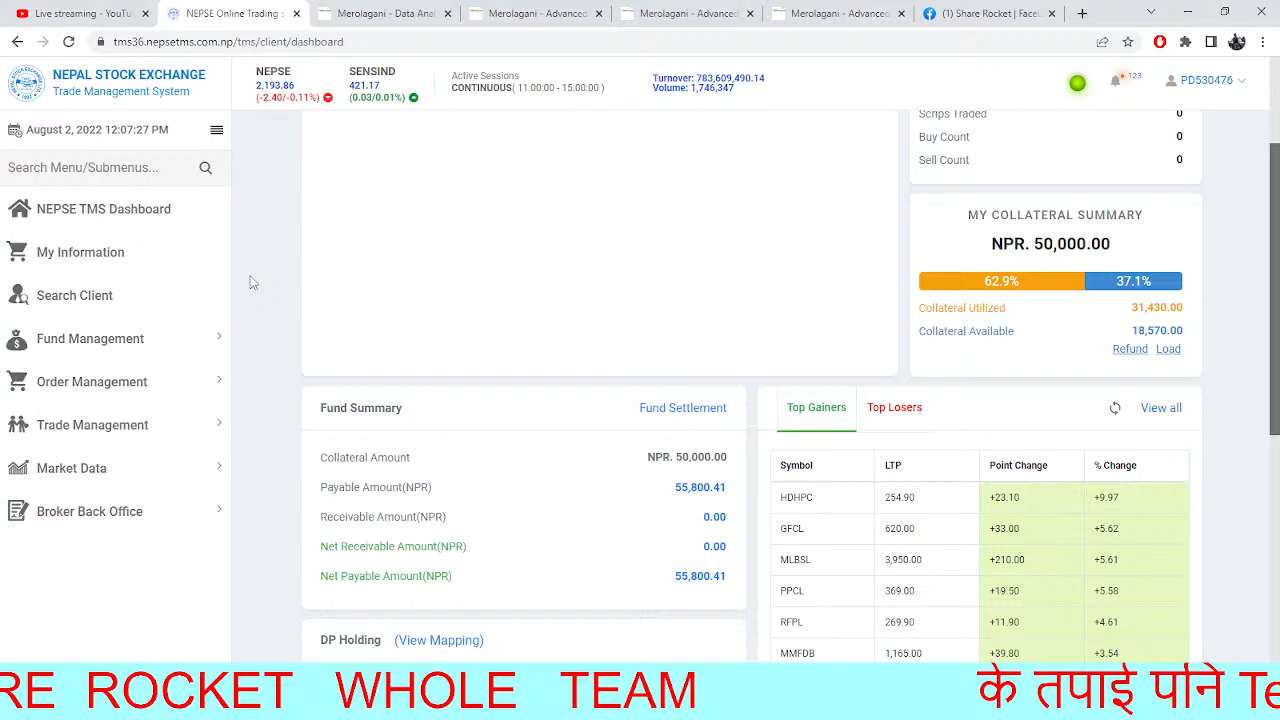 Live streaming - YouTu
NEPSE Online Trading s
Merolagani - Data Anal
Merolagani - Advanced
Merolagani - Advanced
Merolagani - Advanced
(1) Share Rocket | Face
tms36.nepsetms.com.np/tms/client/dashboard
NEPAL STOCK EXCHANGE
Trade Management System
NEPSE
2,193.86
(-2.40/-0.11%)
SENSIND
421.17
(0.03/0.01%)
Active Sessions
CONTINUOUS( 11:00:00 - 15:00:00 )
Turnover: 783,609,490.14
Volume: 1,746,347
123
PD530476
August 2, 2022 12:07:27 PM
Search Menu/Submenus...
NEPSE TMS Dashboard
My Information
Search Client
Fund Management
Order Management
Trade Management
Market Data
Broker Back Office
Scrips Traded 0
Buy Count 0
Sell Count 0
MY COLLATERAL SUMMARY
NPR. 50,000.00
62.9% 37.1%
Collateral Utilized 31,430.00
Collateral Available 18,570.00
Refund Load
Fund Summary Fund Settlement
Collateral Amount NPR. 50,000.00
Payable Amount(NPR) 55,800.41
Receivable Amount(NPR) 0.00
Net Receivable Amount(NPR) 0.00
Net Payable Amount(NPR) 55,800.41
DP Holding (View Mapping)
Top Gainers Top Losers View all
Symbol LTP Point Change % Change
HDHPC 254.90 +23.10 +9.97
GFCL 620.00 +33.00 +5.62
MLBSL 3,950.00 +210.00 +5.61
PPCL 369.00 +19.50 +5.58
RFPL 269.90 +11.90 +4.61
MMFDB 1,165.00 +39.80 +3.54
RE ROCKET WHOLE TEAM के तपाई पनि Te